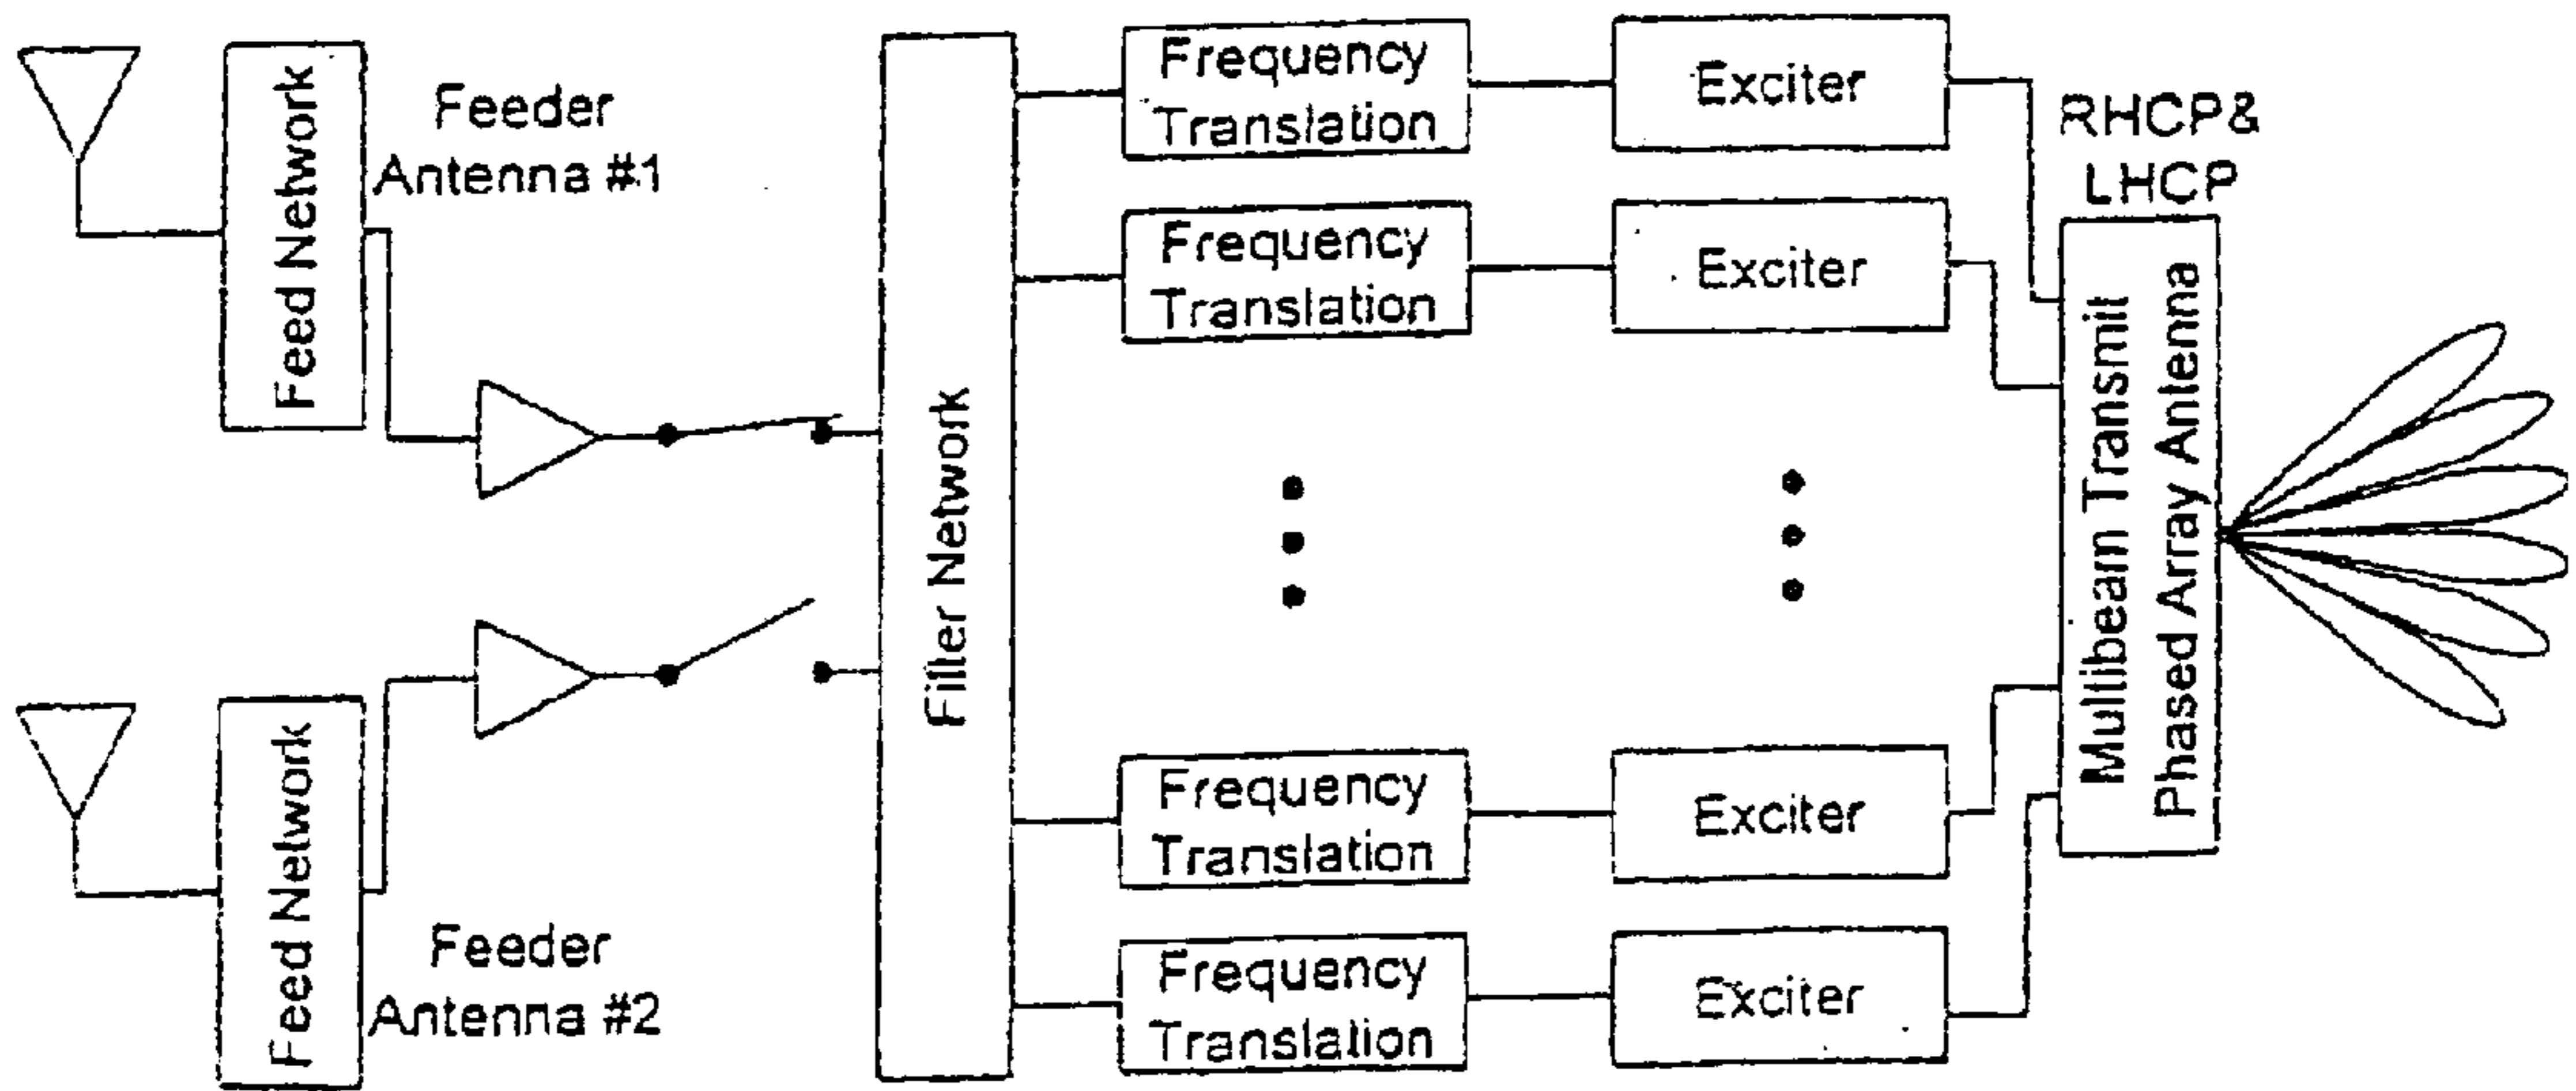 Feed Network
Feeder
Antenna #1
Feed Network
Feeder
Antenna #2
Filter Network
Frequency
Translation
Exciter
Frequency
Translation
Exciter
Frequency
Translation
Exciter
Frequency
Translation
Exciter
RHCP&
LHCP
Multibeam Transmit
Phased Array Antenna